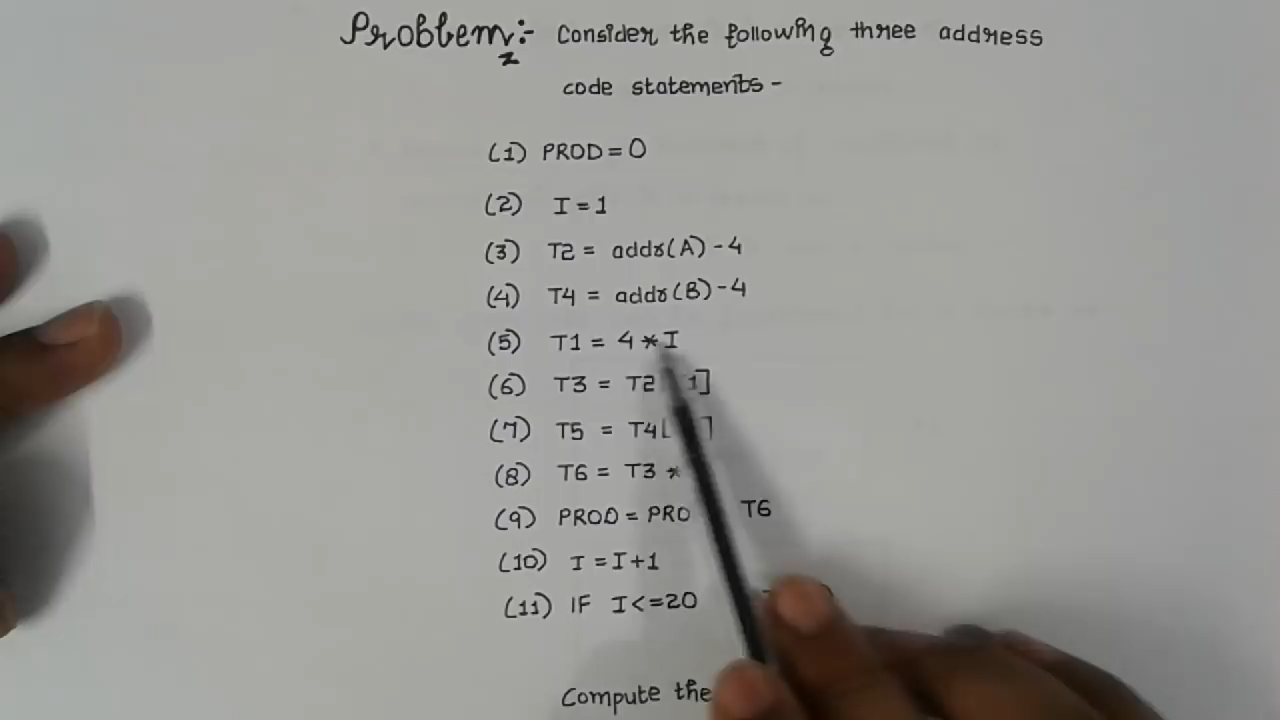 Problem:- Consider the following three address
code statements -
(1) PROD = 0
(2) I = 1
(3) T2 = addr(A) - 4
(4) T4 = addr(B) - 4
(5) T1 = 4 * I
(6) T3 = T2 1]
(7) T5 = T4[ ]
(8) T6 = T3 *
(9) PROD = PRO T6
(10) I = I + 1
(11) IF I <= 20
Compute the